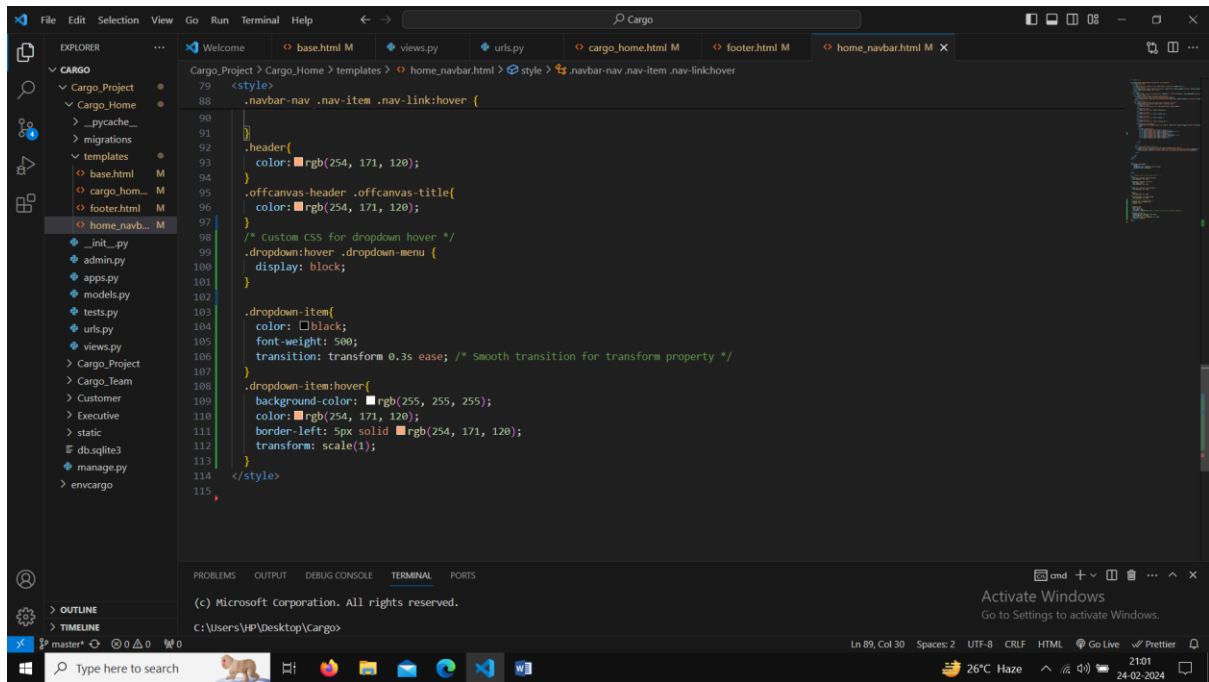 File Edit Selection View Go Run Terminal Help
Cargo
EXPLORER
CARGO
Cargo_Project
Cargo_Home
__pycache__
migrations
templates
base.html M
cargo_hom... M
footer.html M
home_navb... M
__init__.py
admin.py
apps.py
models.py
tests.py
urls.py
views.py
Cargo_Project
Cargo_Team
Customer
Executive
static
db.sqlite3
manage.py
envcargo
OUTLINE
TIMELINE
4
Welcome <> base.html M views.py urls.py <> cargo_home.html M <> footer.html M <> home_navbar.html M
Cargo_Project > Cargo_Home > templates > <> home_navbar.html > style > .navbar-nav .nav-item .nav-link:hover
79 <style>
88 .navbar-nav .nav-item .nav-link:hover {
90
91 }
92 .header{
93 color: rgb(254, 171, 120);
94 }
95 .offcanvas-header .offcanvas-title{
96 color: rgb(254, 171, 120);
97 }
98 /* Custom CSS for dropdown hover */
99 .dropdown:hover .dropdown-menu {
100 display: block;
101 }
102
103 .dropdown-item{
104 color: black;
105 font-weight: 500;
106 transition: transform 0.3s ease; /* Smooth transition for transform property */
107 }
108 .dropdown-item:hover{
109 background-color: rgb(255, 255, 255);
110 color: rgb(254, 171, 120);
111 border-left: 5px solid rgb(254, 171, 120);
112 transform: scale(1);
113 }
114 </style>
115
PROBLEMS OUTPUT DEBUG CONSOLE TERMINAL PORTS
cmd
(c) Microsoft Corporation. All rights reserved.
C:\Users\HP\Desktop\Cargo>
Activate Windows
Go to Settings to activate Windows.
master* 0 0 0
Ln 89, Col 30 Spaces: 2 UTF-8 CRLF HTML Go Live Prettier
Type here to search
26°C Haze
21:01
24-02-2024